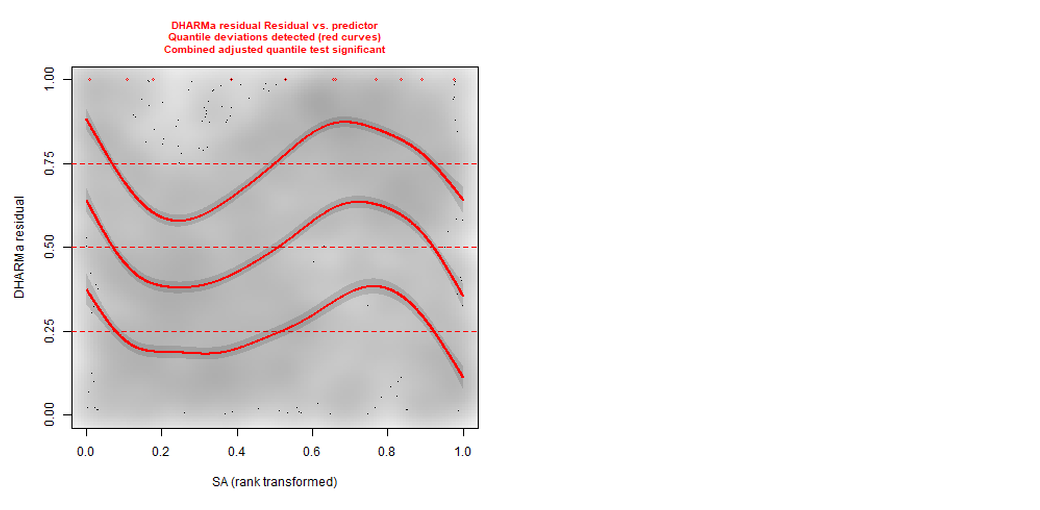 DHARMa residual Residual vs. predictor
Quantile deviations detected (red curves)
Combined adjusted quantile test significant
1.00
0.75
0.50
0.25
0.00
DHARMa residual
0.0 0.2 0.4 0.6 0.8 1.0
SA (rank transformed)